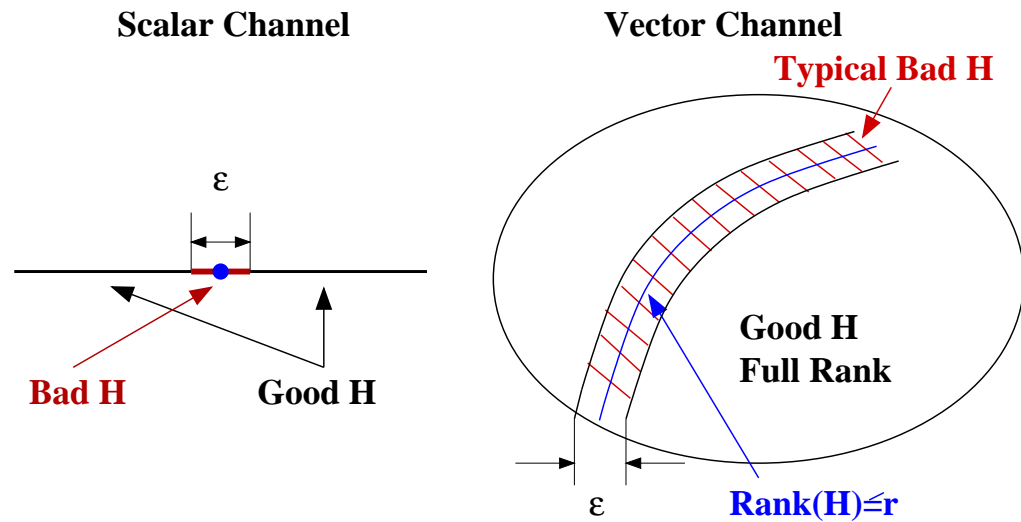 Scalar Channel
ε
Bad H
Good H
Vector Channel
Typical Bad H
Good H
Full Rank
ε
Rank(H)≤r